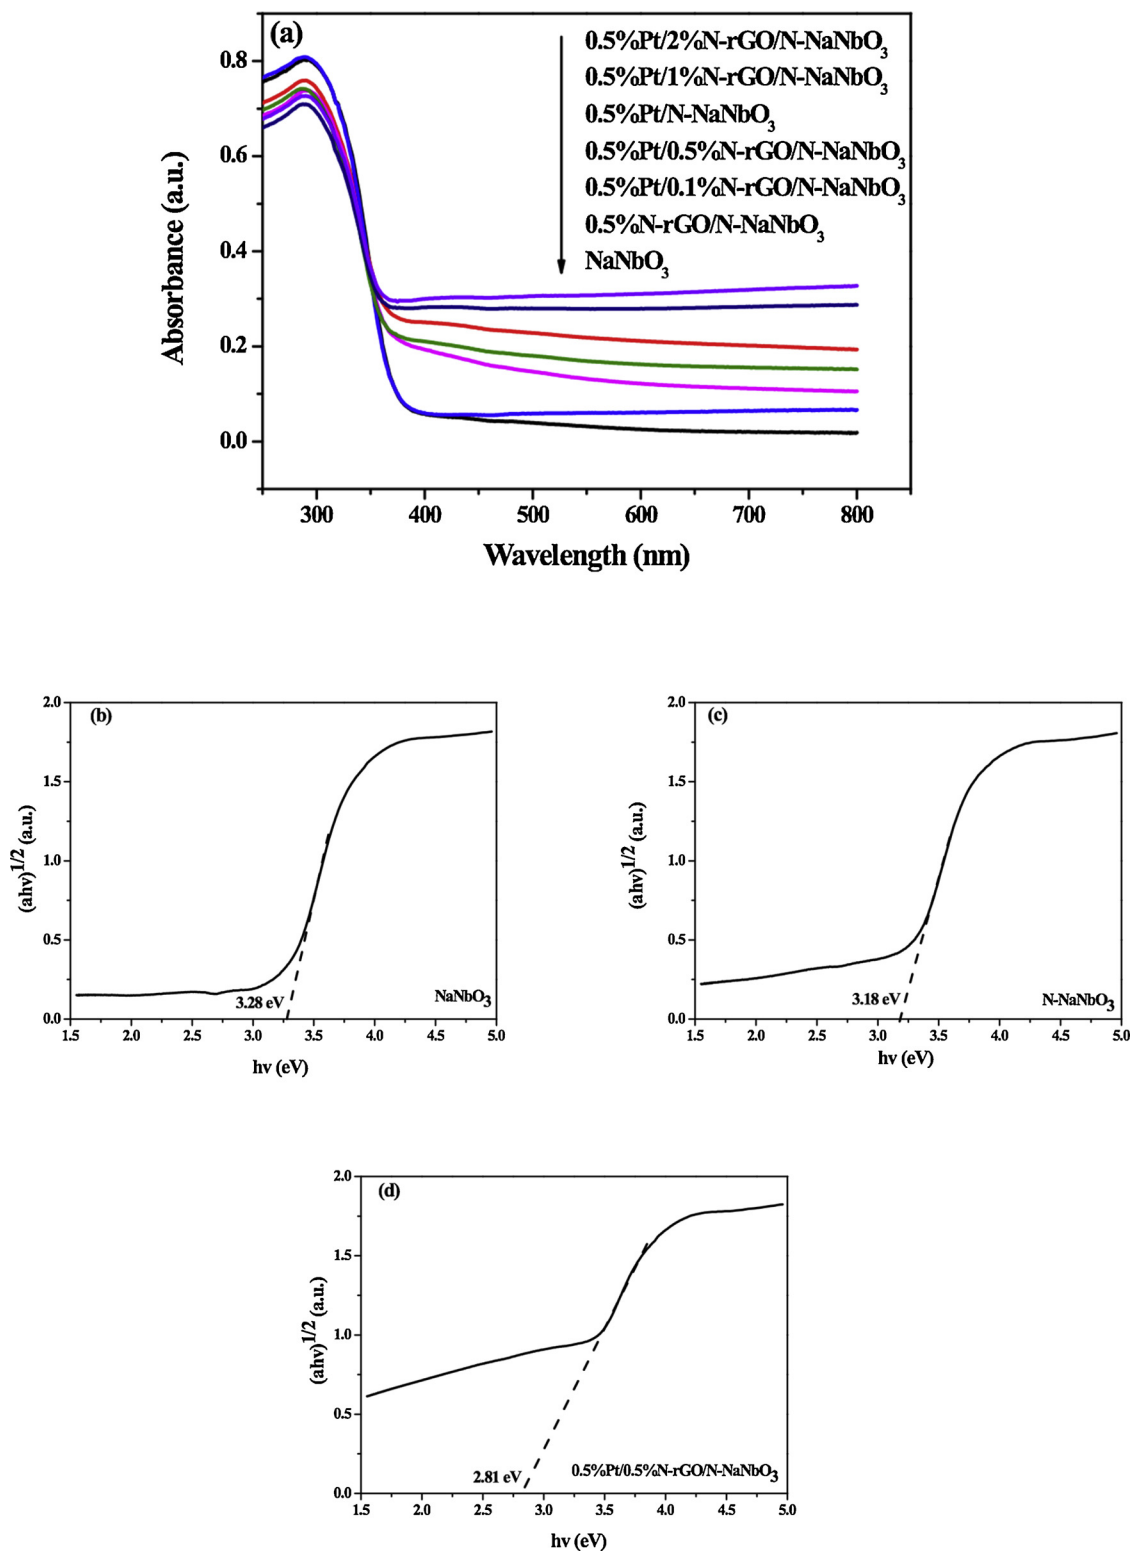 (a)
0.5%Pt/2%N-rGO/N-NaNbO3
0.5%Pt/1%N-rGO/N-NaNbO3
0.5%Pt/N-NaNbO3
0.5%Pt/0.5%N-rGO/N-NaNbO3
0.5%Pt/0.1%N-rGO/N-NaNbO3
0.5%N-rGO/N-NaNbO3
NaNbO3
Absorbance (a.u.)
0.8
0.6
0.4
0.2
0.0
300 400 500 600 700 800
Wavelength (nm)
(b)
(ahv)1/2 (a.u.)
2.0
1.5
1.0
0.5
0.0
3.28 eV
NaNbO3
1.5 2.0 2.5 3.0 3.5 4.0 4.5 5.0
hv (eV)
(c)
(ahv)1/2 (a.u.)
2.0
1.5
1.0
0.5
0.0
3.18 eV
N-NaNbO3
1.5 2.0 2.5 3.0 3.5 4.0 4.5 5.0
hv (eV)
(d)
(ahv)1/2 (a.u.)
2.0
1.5
1.0
0.5
0.0
2.81 eV
0.5%Pt/0.5%N-rGO/N-NaNbO3
1.5 2.0 2.5 3.0 3.5 4.0 4.5 5.0
hv (eV)